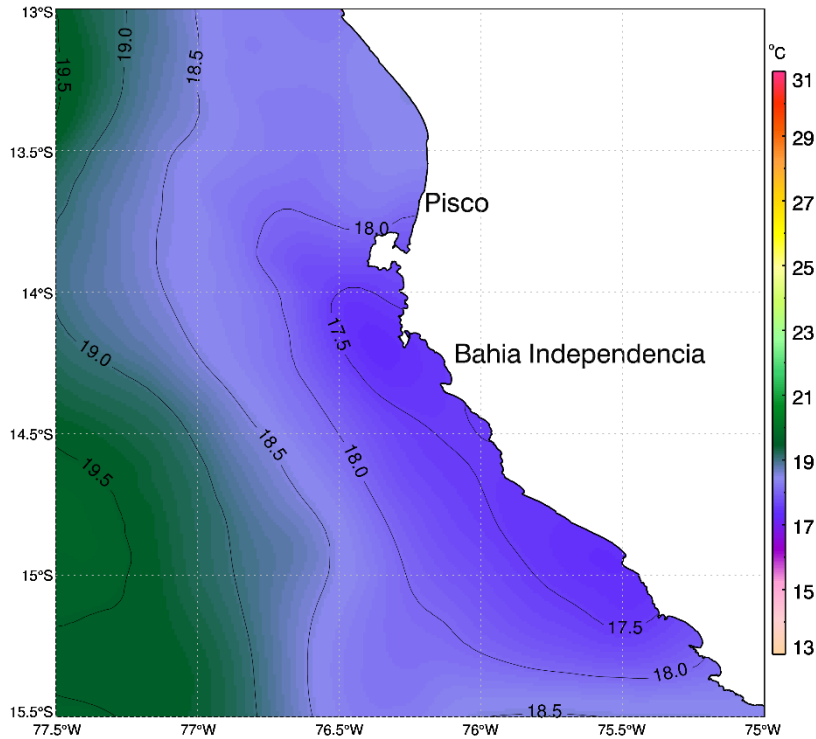 13°S
13.5°S
14°S
14.5°S
15°S
15.5°S
77.5°W
77°W
76.5°W
76°W
75.5°W
75°W
19.5
19.0
18.5
18.0
17.5
19.0
18.5
18.0
19.5
17.5
18.0
18.5
Pisco
Bahia Independencia
°C
31
29
27
25
23
21
19
17
15
13